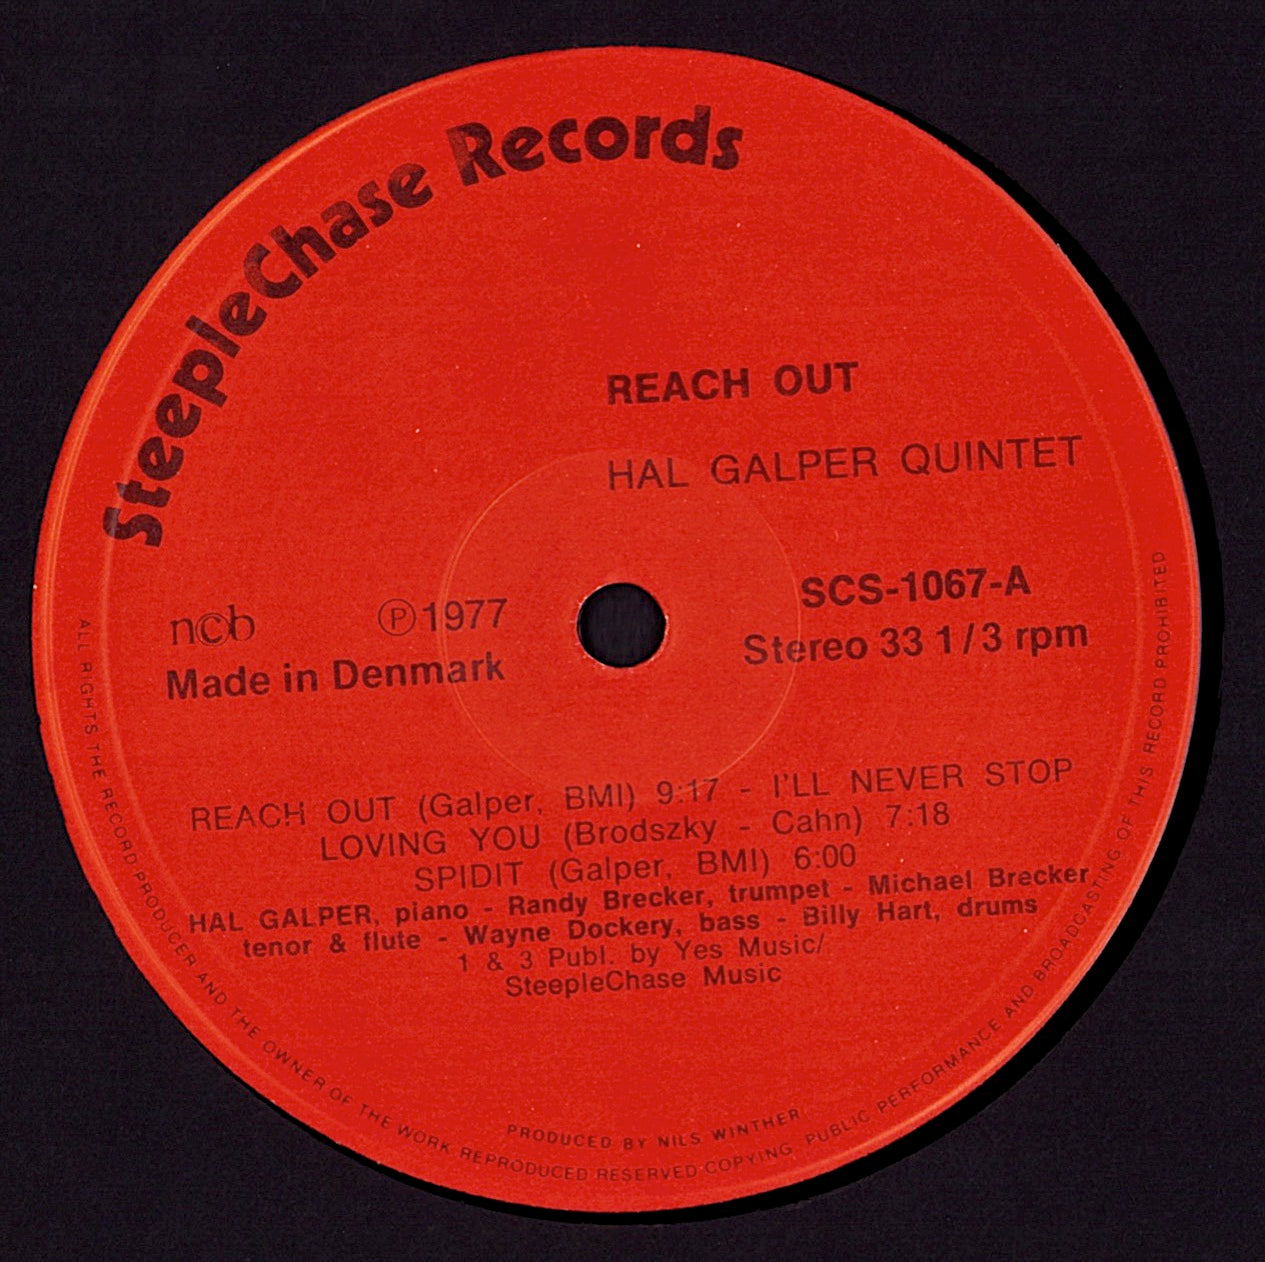 SteepleChase Records
REACH OUT
HAL GALPER QUINTET
ncb
Ⓟ1977
Made in Denmark
SCS-1067-A
Stereo 33 1/3 rpm
REACH OUT (Galper, BMI) 9:17 - I'LL NEVER STOP
LOVING YOU (Brodszky - Cahn) 7:18
SPIDIT (Galper, BMI) 6:00
HAL GALPER, piano - Randy Brecker, trumpet - Michael Brecker,
tenor & flute - Wayne Dockery, bass - Billy Hart, drums
1 & 3 Publ. by Yes Music/
SteepleChase Music
PRODUCED BY NILS WINTHER
ALL RIGHTS THE RECORD PRODUCER AND THE OWNER OF THE WORK REPRODUCED RESERVED·COPYING, PUBLIC PERFORMANCE AND BROADCASTING OF THIS RECORD PROHIBITED